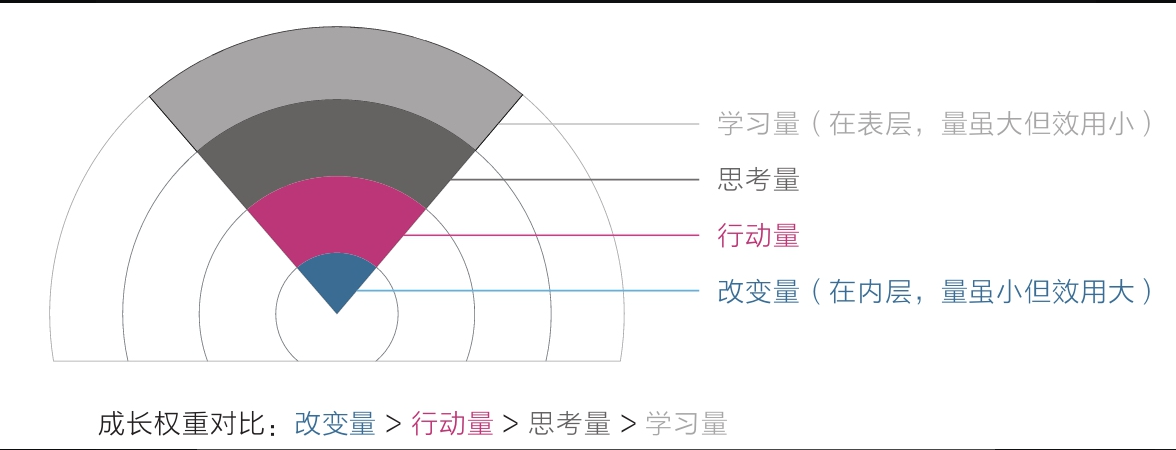 学习量（在表层，量虽大但效用小）
思考量
行动量
改变量（在内层，量虽小但效用大）
成长权重对比：改变量 > 行动量 > 思考量 > 学习量